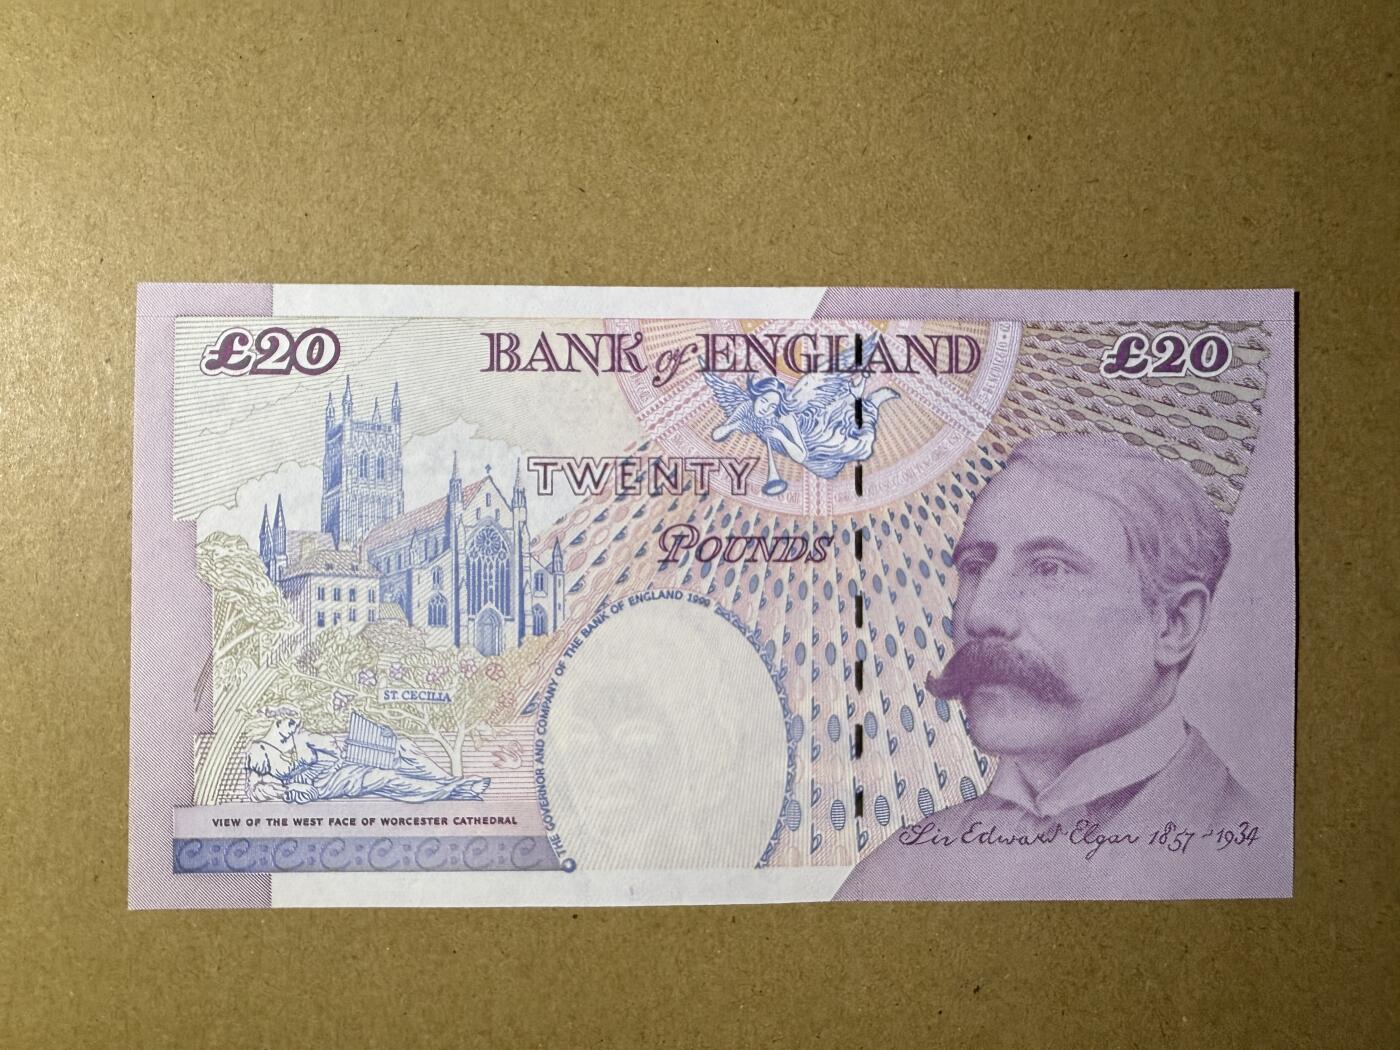 £20
BANK of ENGLAND
£20
TWENTY
POUNDS
THE GOVERNOR AND COMPANY OF THE BANK OF ENGLAND 1999
ST. CECILIA
VIEW OF THE WEST FACE OF WORCESTER CATHEDRAL
Sir Edward Elgar 1857-1934